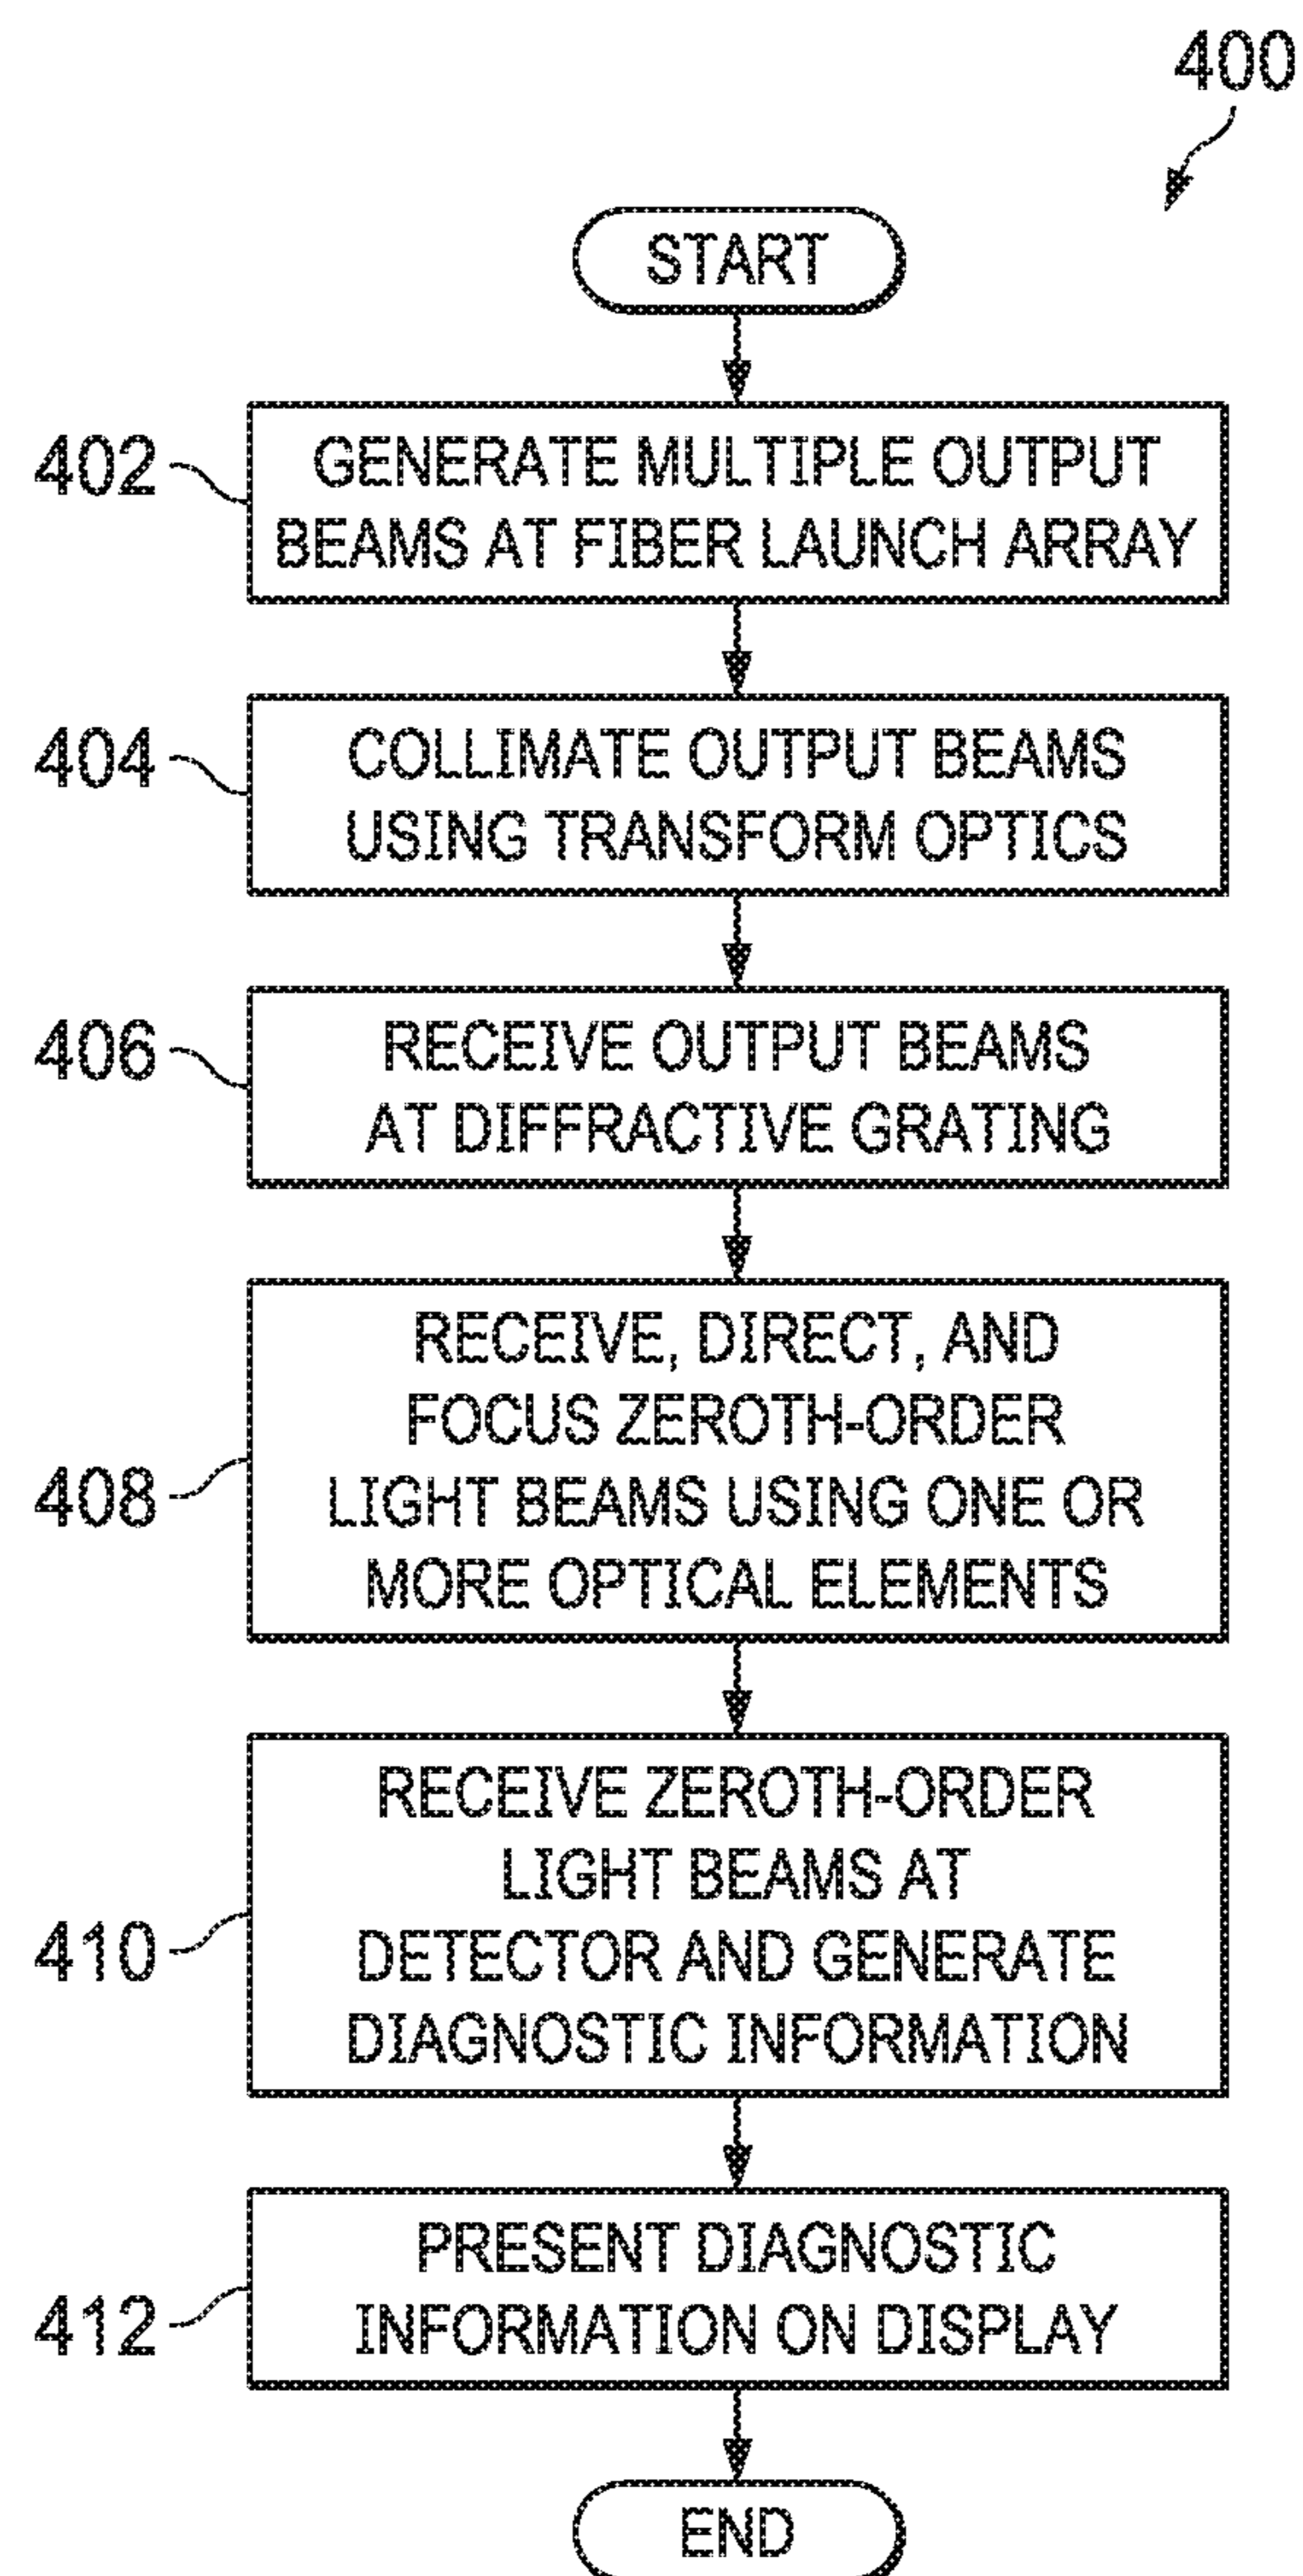 400
START
402
GENERATE MULTIPLE OUTPUT
BEAMS AT FIBER LAUNCH ARRAY
404
COLLIMATE OUTPUT BEAMS
USING TRANSFORM OPTICS
406
RECEIVE OUTPUT BEAMS
AT DIFFRACTIVE GRATING
408
RECEIVE, DIRECT, AND
FOCUS ZEROTH-ORDER
LIGHT BEAMS USING ONE OR
MORE OPTICAL ELEMENTS
410
RECEIVE ZEROTH-ORDER
LIGHT BEAMS AT
DETECTOR AND GENERATE
DIAGNOSTIC INFORMATION
412
PRESENT DIAGNOSTIC
INFORMATION ON DISPLAY
END